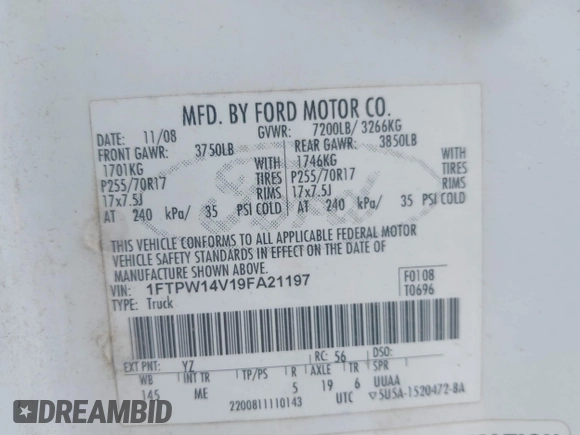 MFD. BY FORD MOTOR CO.
DATE: 11/08 GVWR: 7200LB/ 3266KG
FRONT GAWR: 3750LB REAR GAWR: 3850LB
1701KG WITH 1746KG WITH
P255/70R17 TIRES P255/70R17 TIRES
17x7.5J RIMS 17x7.5J RIMS
AT 240 kPa/ 35 PSI COLD AT 240 kPa/ 35 PSI COLD
Ford
THIS VEHICLE CONFORMS TO ALL APPLICABLE FEDERAL MOTOR
VEHICLE SAFETY STANDARDS IN EFFECT ON THE DATE OF
MANUFACTURE SHOWN ABOVE.
VIN: 1FTPW14V19FA21197 F0108
TYPE: Truck T0696
EXT PNT: YZ RC: 56 DSO:
WB INT TR TP/PS R AXLE TR SPR
145 ME 5 19 6 UUAA
2200811110143 UTC 5U5A-1520472-BA
DREAMBID